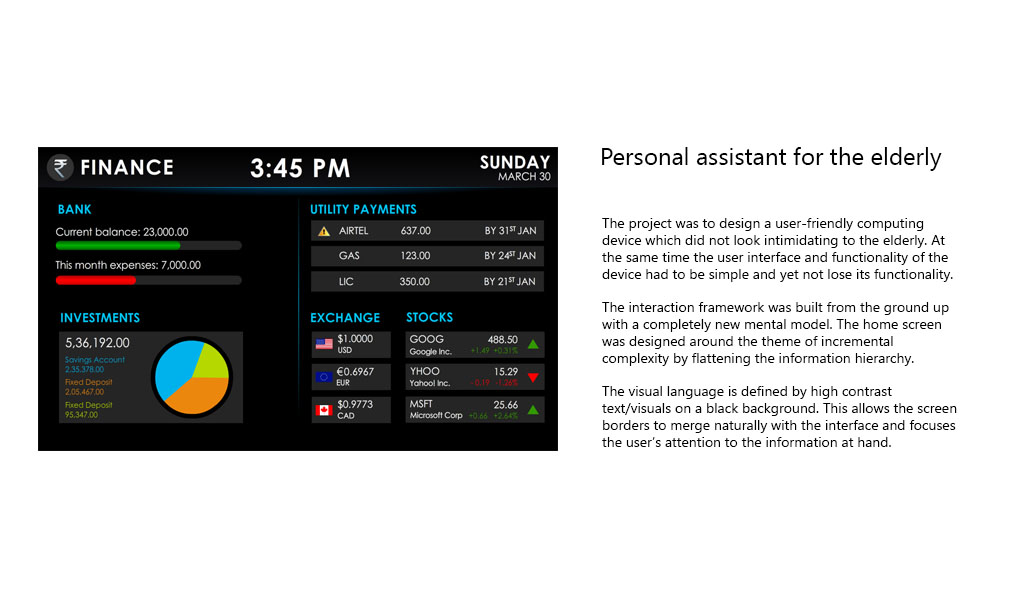 ₹ FINANCE
3:45 PM
SUNDAY
MARCH 30
BANK
Current balance: 23,000.00
This month expenses: 7,000.00
INVESTMENTS
5,36,192.00
Savings Account
2,35,378.00
Fixed Deposit
2,05,467.00
Fixed Deposit
95,347.00
UTILITY PAYMENTS
AIRTEL 637.00 BY 31ST JAN
GAS 123.00 BY 24ST JAN
LIC 350.00 BY 21ST JAN
EXCHANGE
$1.0000
USD
€0.6967
EUR
$0.9773
CAD
STOCKS
GOOG 488.50
Google Inc. +1.49 +0.31%
YHOO 15.29
Yahoo! Inc. -0.19 -1.26%
MSFT 25.66
Microsoft Corp +0.66 +2.64%
Personal assistant for the elderly
The project was to design a user-friendly computing
device which did not look intimidating to the elderly. At
the same time the user interface and functionality of the
device had to be simple and yet not lose its functionality.
The interaction framework was built from the ground up
with a completely new mental model. The home screen
was designed around the theme of incremental
complexity by flattening the information hierarchy.
The visual language is defined by high contrast
text/visuals on a black background. This allows the screen
borders to merge naturally with the interface and focuses
the user's attention to the information at hand.